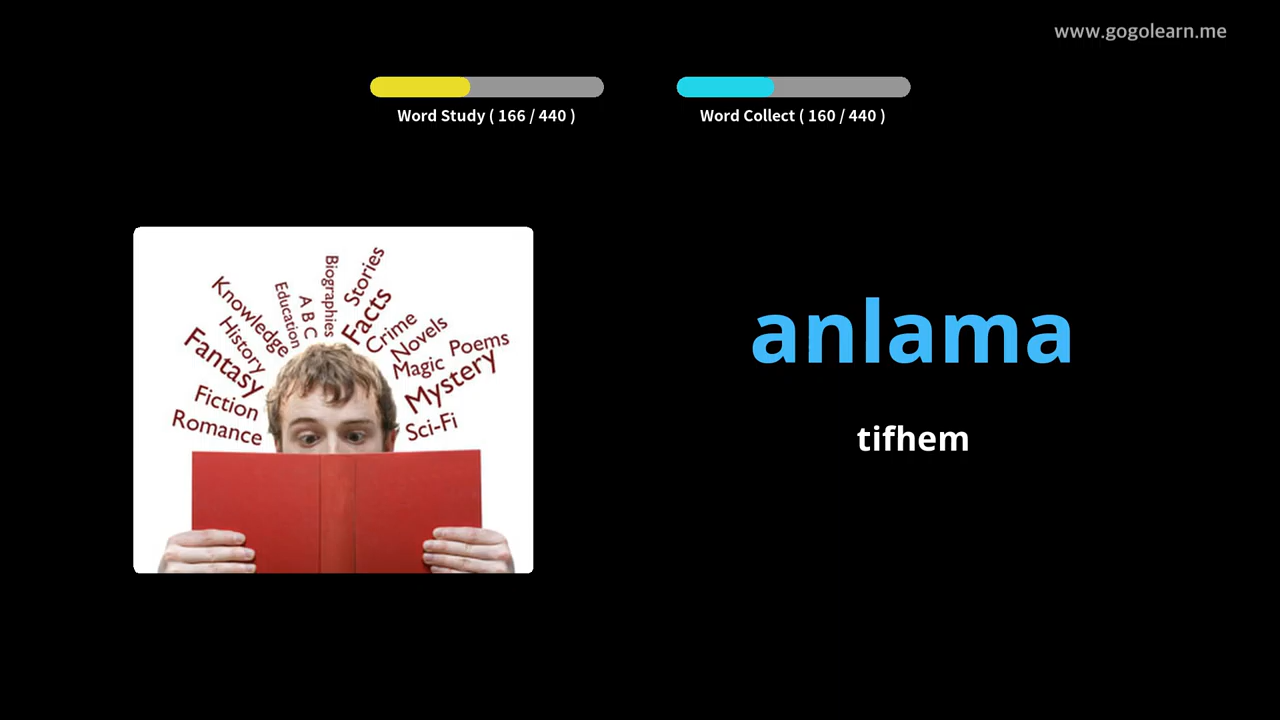 www.gogolearn.me
Word Study ( 166 / 440 )
Word Collect ( 160 / 440 )
Stories
Biographies
Facts
A B C
Education
Knowledge
Crime
Novels
History
Poems
Fantasy
Magic
Mystery
Fiction
Sci-Fi
Romance
anlama
tifhem